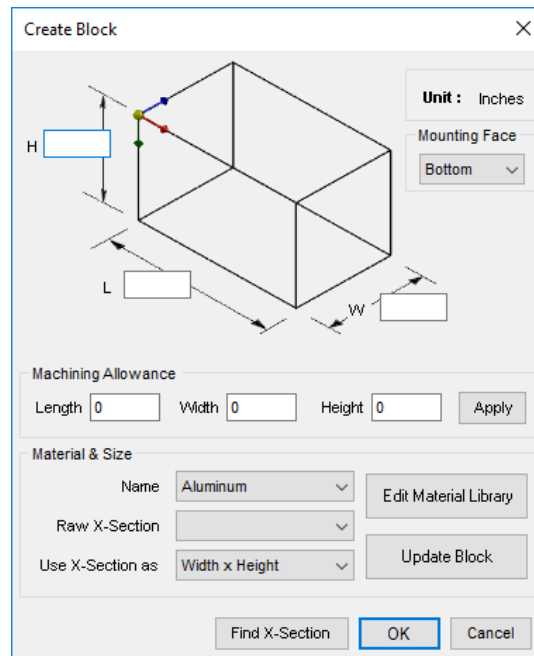 Create Block
Unit : Inches
Mounting Face
Bottom
H
L
W
Machining Allowance
Length 0 Width 0 Height 0 Apply
Material & Size
Name Aluminum Edit Material Library
Raw X-Section
Use X-Section as Width x Height Update Block
Find X-Section OK Cancel